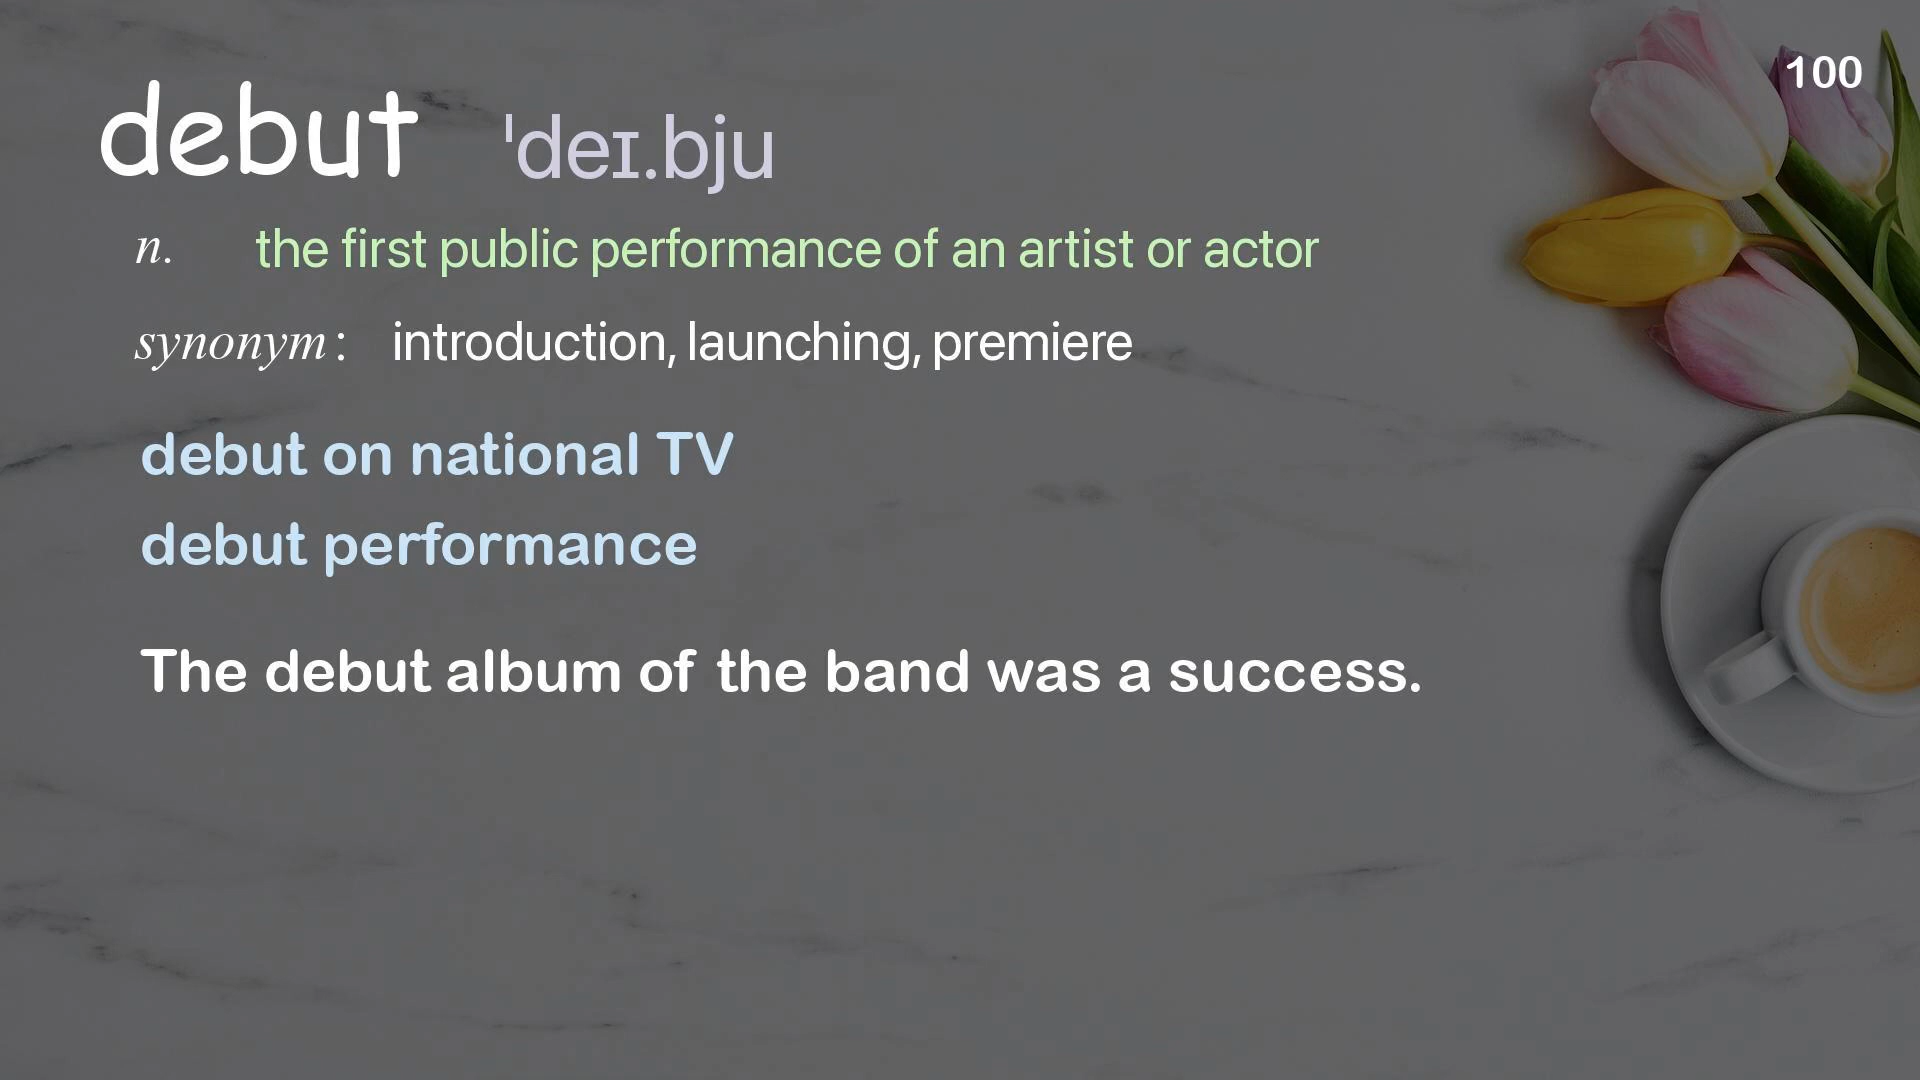 100
debut ˈdeɪ.bju
n. the first public performance of an artist or actor
synonym : introduction, launching, premiere
debut on national TV
debut performance
The debut album of the band was a success.